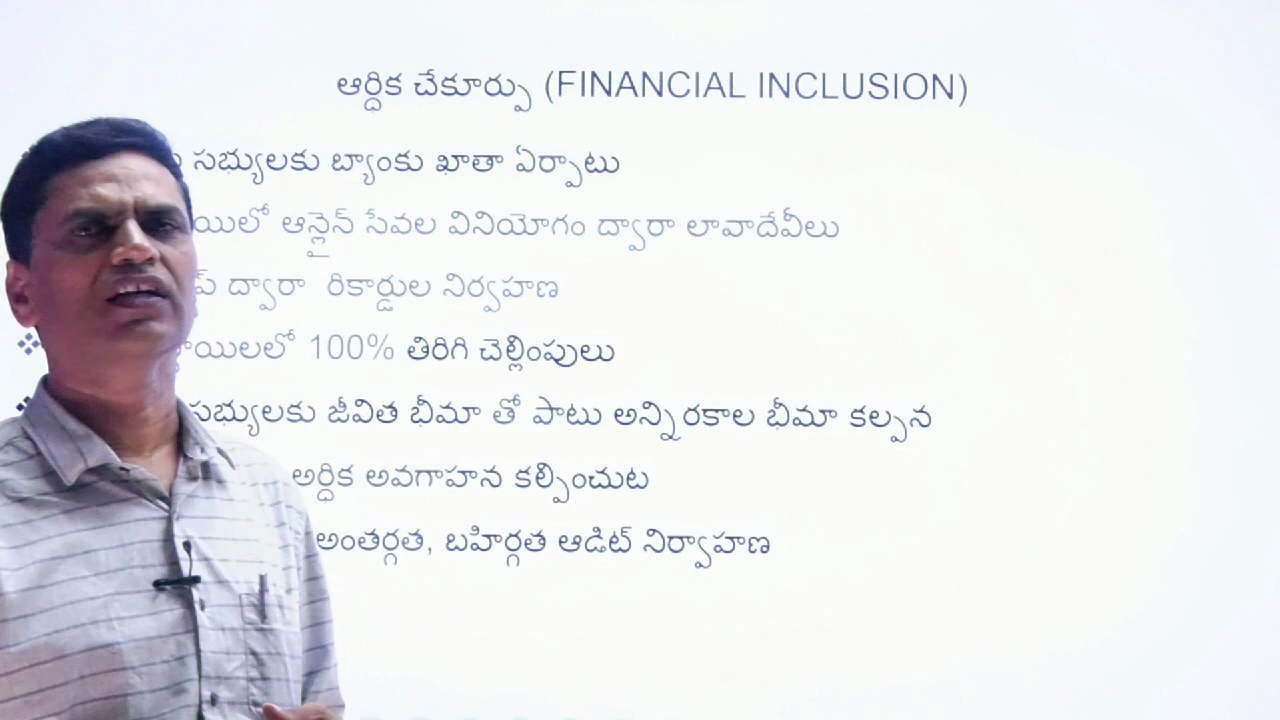 ఆర్ధిక చేకూర్పు (FINANCIAL INCLUSION)
సభ్యులకు బ్యాంకు ఖాతా ఏర్పాటు
ఆన్లైన్ సేవల వినియోగం ద్వారా లావాదేవీలు
ద్వారా రికార్డుల నిర్వహణ
100% తిరిగి చెల్లింపులు
సభ్యులకు జీవిత భీమా తో పాటు అన్నిరకాల భీమా కల్పన
అర్ధిక అవగాహన కల్పించుట
అంతర్గత, బహిర్గత ఆడిట్ నిర్వాహణ